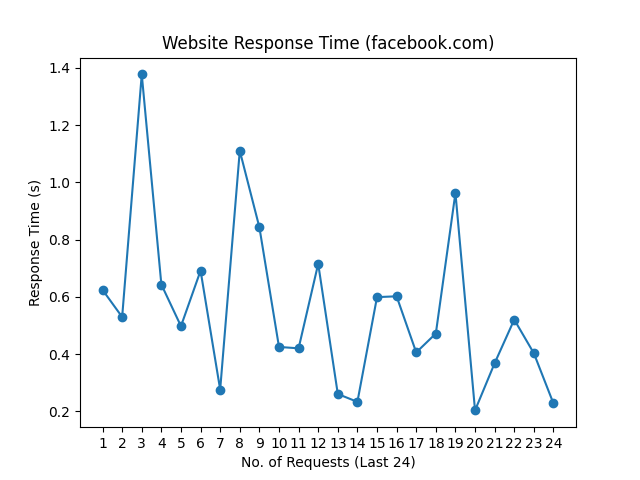 Website Response Time (facebook.com)
Response Time (s)
1.4
1.2
1.0
0.8
0.6
0.4
0.2
1 2 3 4 5 6 7 8 9 10 11 12 13 14 15 16 17 18 19 20 21 22 23 24
No. of Requests (Last 24)